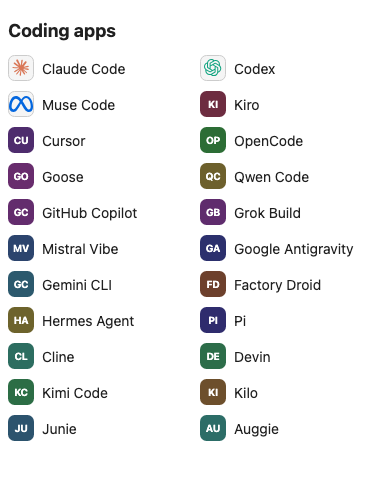 Coding apps
Claude Code
Codex
Muse Code
KI Kiro
CU Cursor
OP OpenCode
GO Goose
QC Qwen Code
GC GitHub Copilot
GB Grok Build
MV Mistral Vibe
GA Google Antigravity
GC Gemini CLI
FD Factory Droid
HA Hermes Agent
PI Pi
CL Cline
DE Devin
KC Kimi Code
KI Kilo
JU Junie
AU Auggie